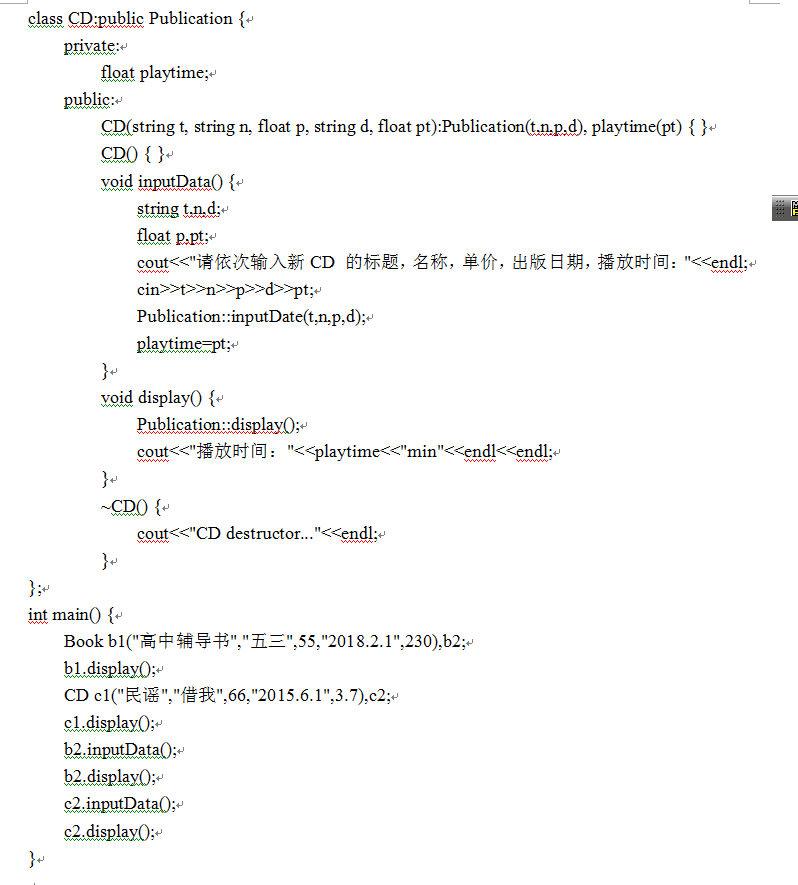 class CD:public Publication {
private:
float playtime;
public:
CD(string t, string n, float p, string d, float pt):Publication(t,n,p,d), playtime(pt) { }
CD() { }
void inputData() {
string t,n,d;
float p,pt;
cout<<"请依次输入新CD 的标题，名称，单价，出版日期，播放时间："<<endl;
cin>>t>>n>>p>>d>>pt;
Publication::inputDate(t,n,p,d);
playtime=pt;
}
void display() {
Publication::display();
cout<<"播放时间："<<playtime<<"min"<<endl<<endl;
}
~CD() {
cout<<"CD destructor..."<<endl;
}
};
int main() {
Book b1("高中辅导书","五三",55,"2018.2.1",230),b2;
b1.display();
CD c1("民谣","借我",66,"2015.6.1",3.7),c2;
c1.display();
b2.inputData();
b2.display();
c2.inputData();
c2.display();
}